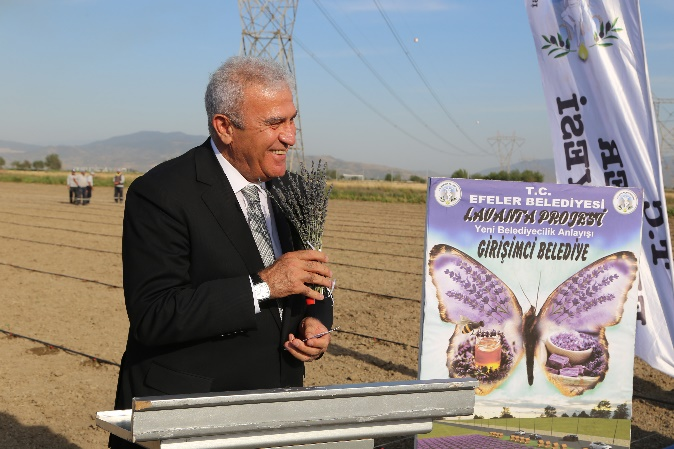 T.C.
EFELER BELEDİYESİ
LAVANTA PROJESİ
Yeni Belediyecilik Anlayışı
GİRİŞİMCİ BELEDİYE